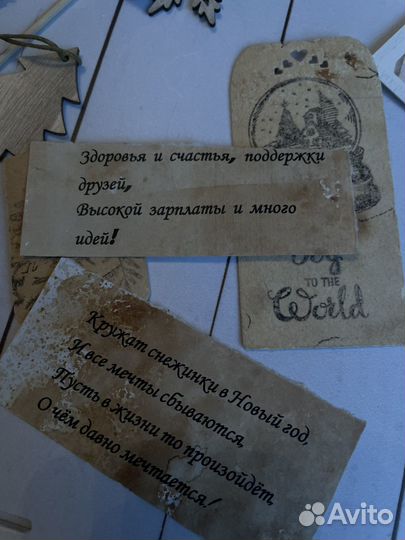 Здоровья и счастья, поддержки
друзей,
Высокой зарплаты и много
идей!
Joy
TO THE
World
Кружат снежинки в Новый год,
И все мечты сбываются,
Пусть в жизни то произойдёт,
О чём давно мечтается!
Avito